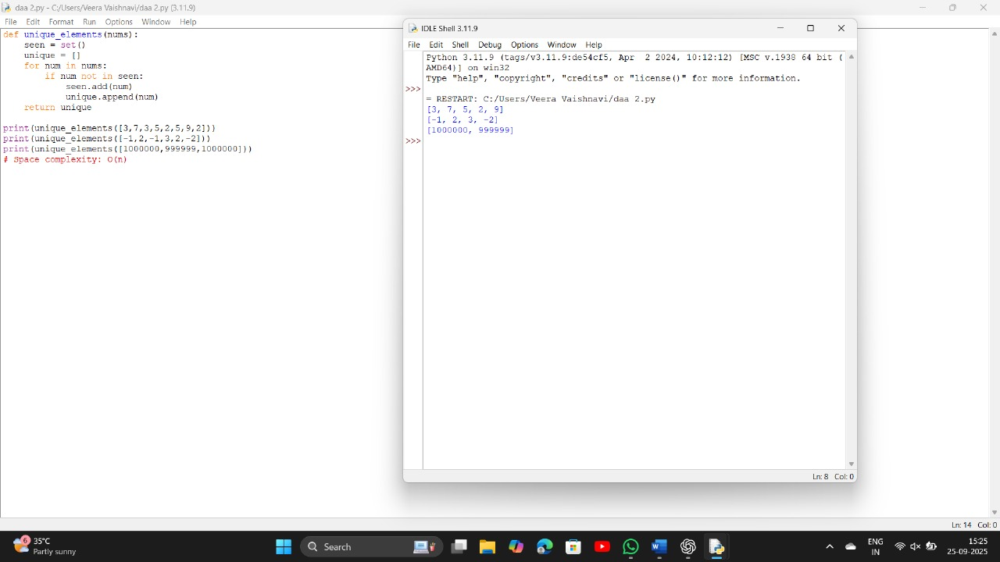 daa 2.py - C:/Users/Veera Vaishnavi/daa 2.py (3.11.9)
File Edit Format Run Options Window Help
def unique_elements(nums):
    seen = set()
    unique = []
    for num in nums:
        if num not in seen:
            seen.add(num)
            unique.append(num)
    return unique
print(unique_elements([3,7,3,5,2,5,9,2]))
print(unique_elements([-1,2,-1,3,2,-2]))
print(unique_elements([1000000,999999,1000000]))
# Space complexity: O(n)
Ln: 14 Col: 0
IDLE Shell 3.11.9
File Edit Shell Debug Options Window Help
Python 3.11.9 (tags/v3.11.9:de54cf5, Apr  2 2024, 10:12:12) [MSC v.1938 64 bit (
AMD64)] on win32
Type "help", "copyright", "credits" or "license()" for more information.
>>>
= RESTART: C:/Users/Veera Vaishnavi/daa 2.py
[3, 7, 5, 2, 9]
[-1, 2, 3, -2]
[1000000, 999999]
>>>
Ln: 8 Col: 0
6
35°C
Partly sunny
Search
W
ENG
IN
15:25
25-09-2025